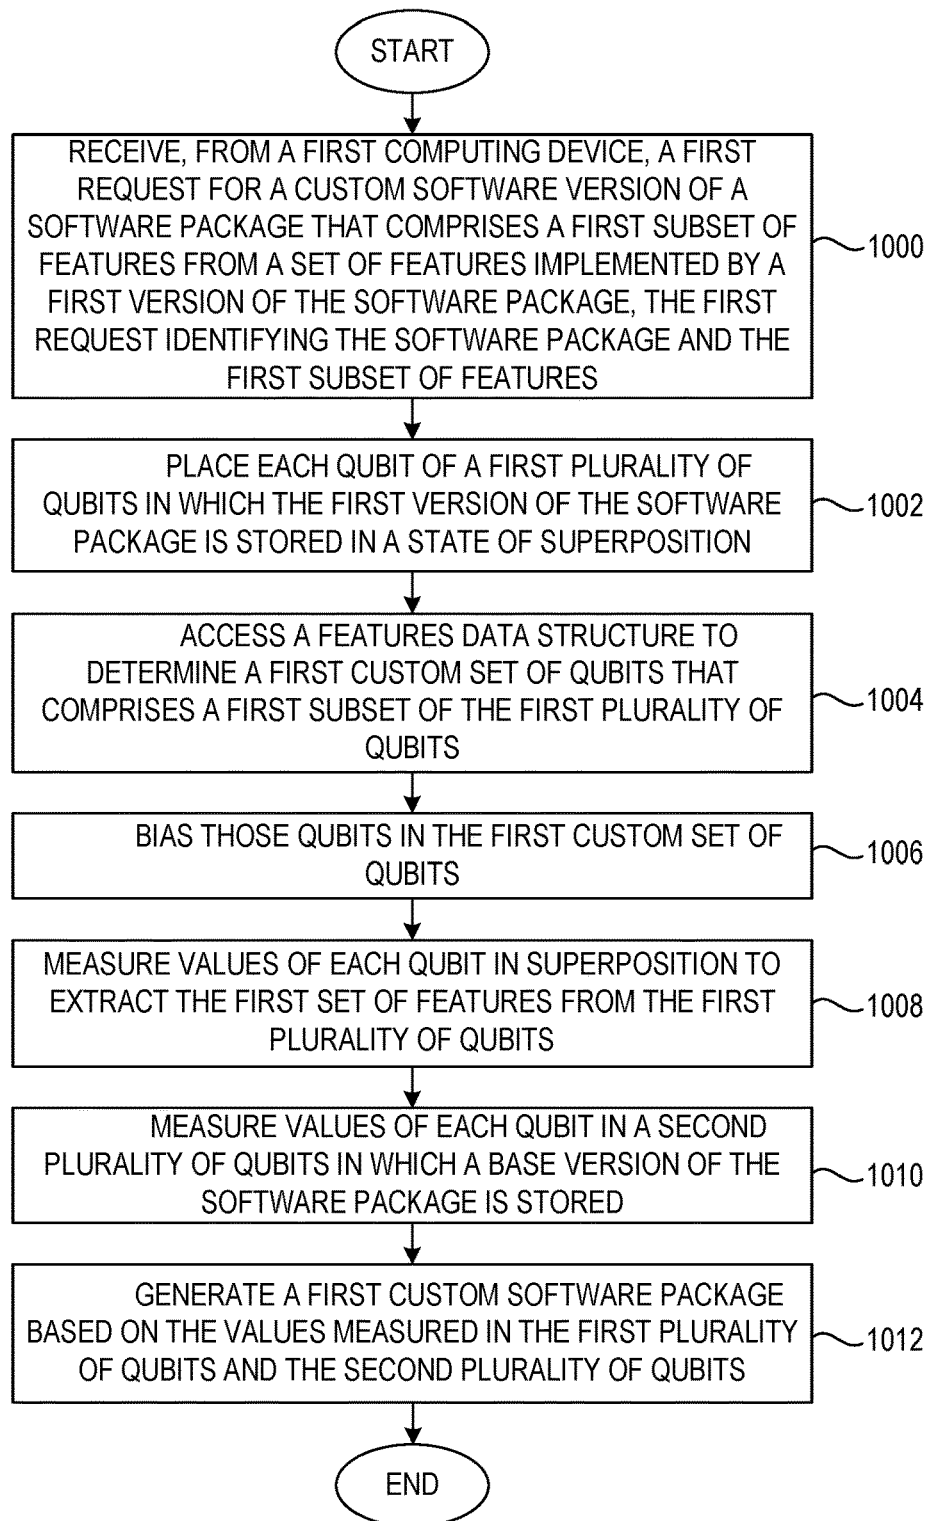 START
RECEIVE, FROM A FIRST COMPUTING DEVICE, A FIRST
REQUEST FOR A CUSTOM SOFTWARE VERSION OF A
SOFTWARE PACKAGE THAT COMPRISES A FIRST SUBSET OF
FEATURES FROM A SET OF FEATURES IMPLEMENTED BY A
FIRST VERSION OF THE SOFTWARE PACKAGE, THE FIRST
REQUEST IDENTIFYING THE SOFTWARE PACKAGE AND THE
FIRST SUBSET OF FEATURES
1000
PLACE EACH QUBIT OF A FIRST PLURALITY OF
QUBITS IN WHICH THE FIRST VERSION OF THE SOFTWARE
PACKAGE IS STORED IN A STATE OF SUPERPOSITION
1002
ACCESS A FEATURES DATA STRUCTURE TO
DETERMINE A FIRST CUSTOM SET OF QUBITS THAT
COMPRISES A FIRST SUBSET OF THE FIRST PLURALITY OF
QUBITS
1004
BIAS THOSE QUBITS IN THE FIRST CUSTOM SET OF
QUBITS
1006
MEASURE VALUES OF EACH QUBIT IN SUPERPOSITION TO
EXTRACT THE FIRST SET OF FEATURES FROM THE FIRST
PLURALITY OF QUBITS
1008
MEASURE VALUES OF EACH QUBIT IN A SECOND
PLURALITY OF QUBITS IN WHICH A BASE VERSION OF THE
SOFTWARE PACKAGE IS STORED
1010
GENERATE A FIRST CUSTOM SOFTWARE PACKAGE
BASED ON THE VALUES MEASURED IN THE FIRST PLURALITY
OF QUBITS AND THE SECOND PLURALITY OF QUBITS
1012
END